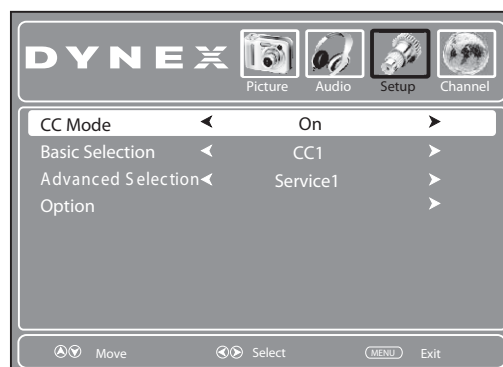 DYNEX
Picture Audio Setup Channel
CC Mode On
Basic Selection CC1
Advanced Selection Service1
Option
Move Select MENU Exit